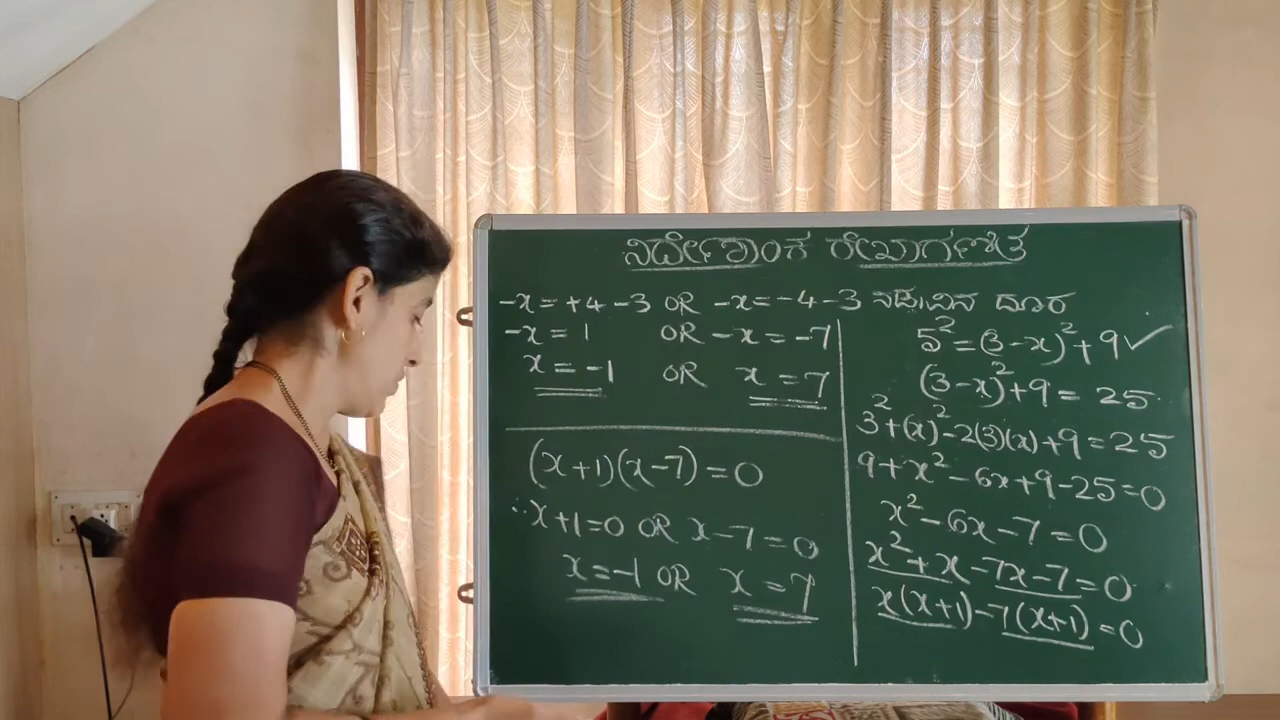 ನಿರ್ದೇಶಾಂಕ ರೇಖಾಗಣಿತ
-x = +4 -3 OR -x = -4 -3
-x = 1 OR -x = -7
x = -1 OR x = 7
(x+1)(x-7) = 0
∴ x+1=0 OR x-7=0
x = -1 OR x = 7
ನಡುವಿನ ದೂರ
5² = (3-x)² + 9 ✓
(3-x)² + 9 = 25
3² + (x)² - 2(3)(x) + 9 = 25
9 + x² - 6x + 9 - 25 = 0
x² - 6x - 7 = 0
x² + x - 7x - 7 = 0
x(x+1) - 7(x+1) = 0